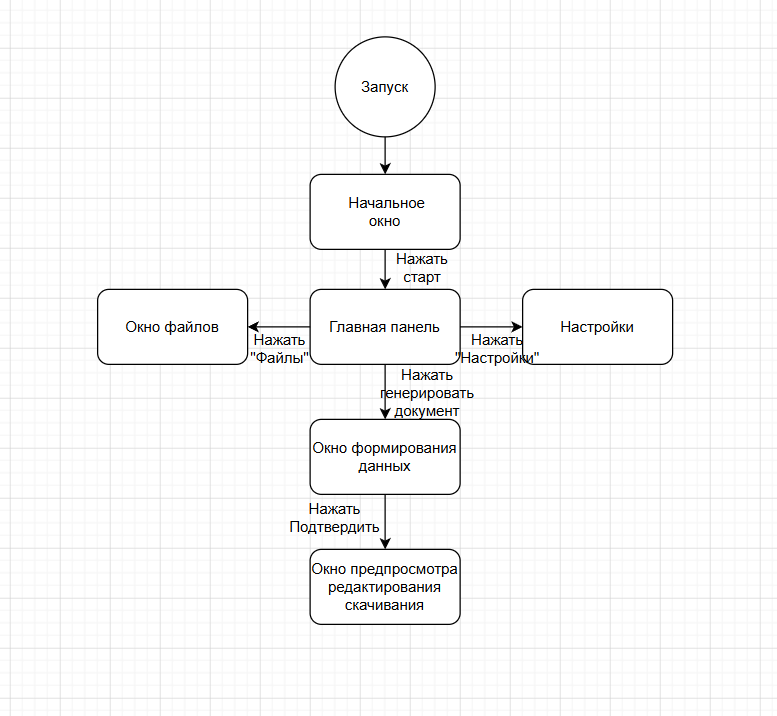 Запуск
Начальное
окно
Нажать
старт
Окно файлов
Главная панель
Настройки
Нажать
"Файлы"
Нажать
"Настройки"
Нажать
генерировать
документ
Окно формирования
данных
Нажать
Подтвердить
Окно предпросмотра
редактирования
скачивания